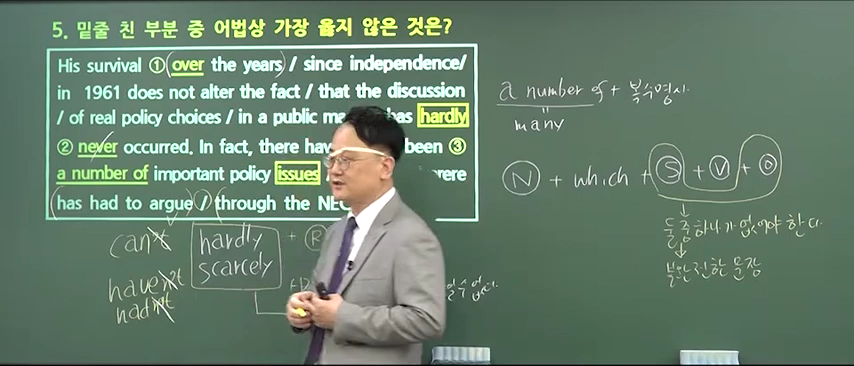 5. 밑줄 친 부분 중 어법상 가장 옳지 않은 것은?
His survival ① (over the years) / since independence/
in 1961 does not alter the fact / that the discussion
/ of real policy choices / in a public has hardly
② never occurred. In fact, there been ③
a number of important policy issues /
(has had to argue) / through the
can't
have not
had not
hardly
scarcely
+
a number of + 복수명사.
"
many
N + which + S + V + O
↓
둘 중 하나가 없어야 한다.
↓
불완전한 문장